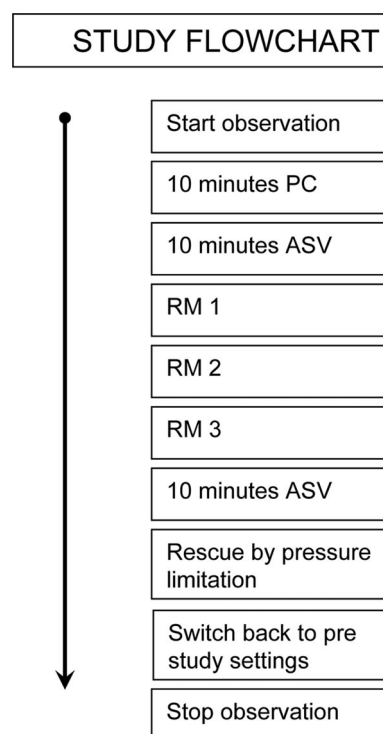 STUDY FLOWCHART
Start observation
10 minutes PC
10 minutes ASV
RM 1
RM 2
RM 3
10 minutes ASV
Rescue by pressure
limitation
Switch back to pre
study settings
Stop observation